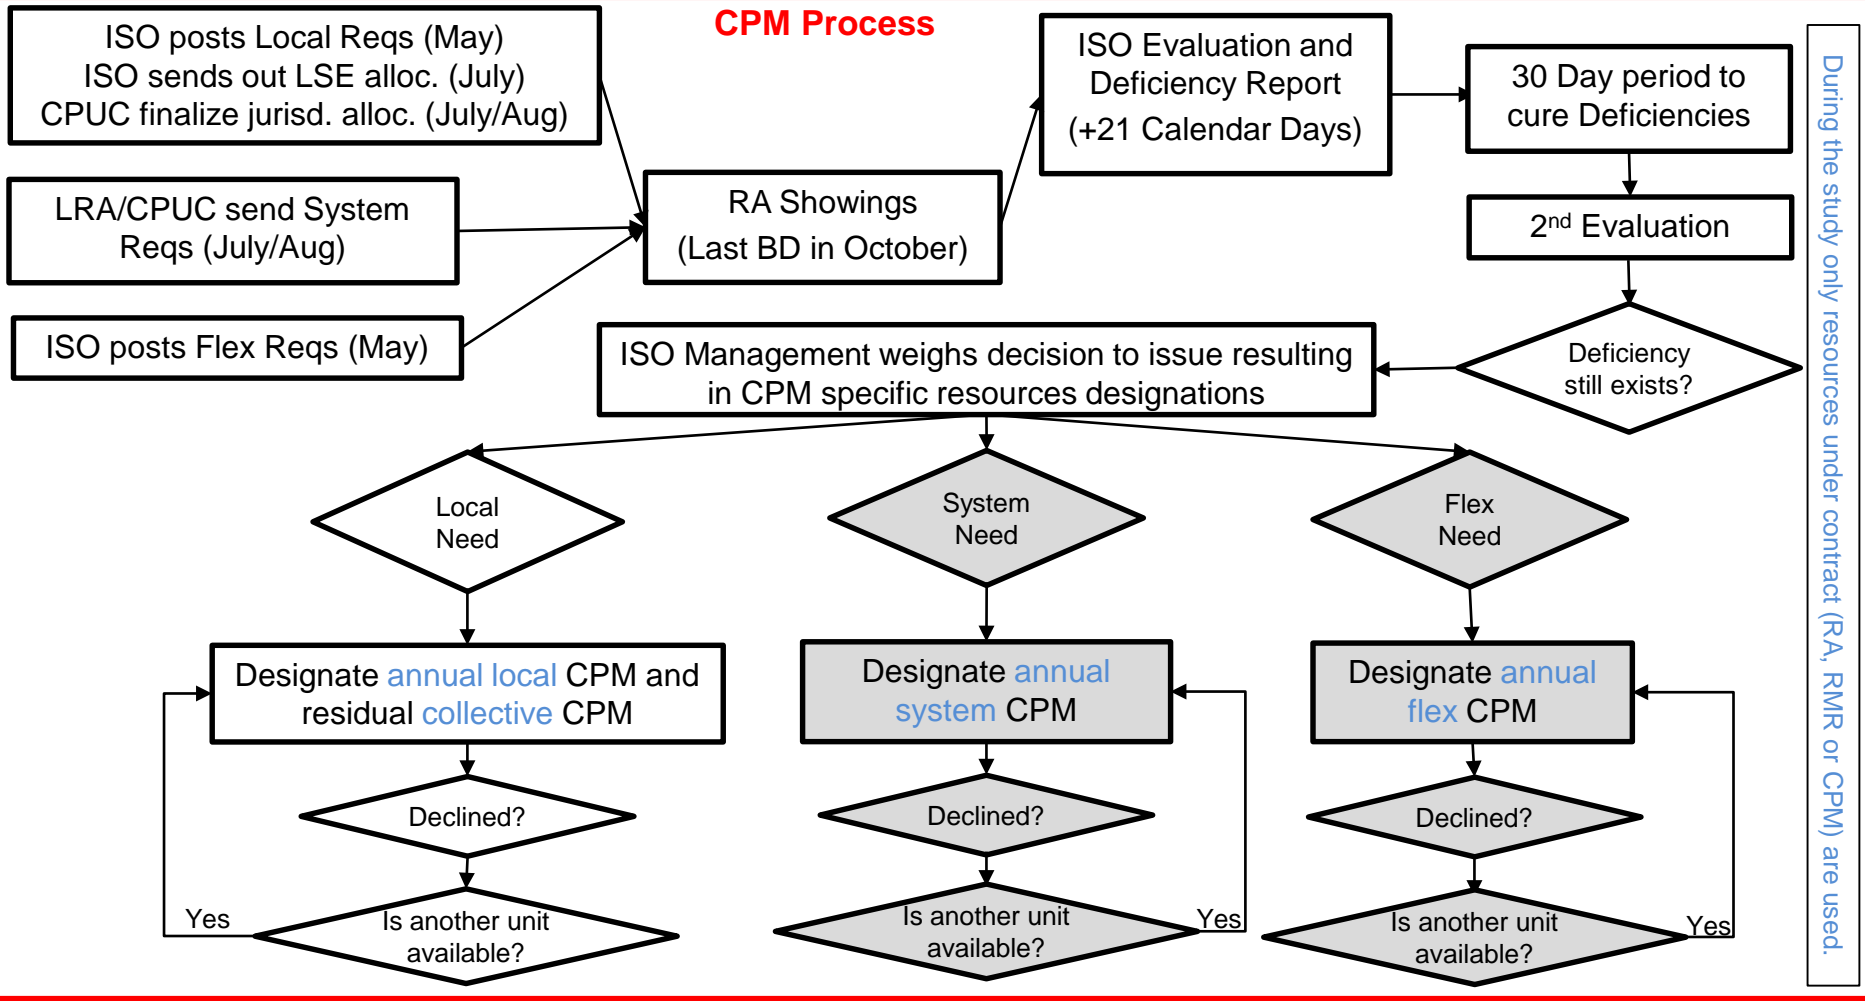 CPM Process
ISO posts Local Reqs (May)
ISO sends out LSE alloc. (July)
CPUC finalize jurisd. alloc. (July/Aug)
LRA/CPUC send System
Reqs (July/Aug)
ISO posts Flex Reqs (May)
RA Showings
(Last BD in October)
ISO Evaluation and
Deficiency Report
(+21 Calendar Days)
30 Day period to
cure Deficiencies
2nd Evaluation
Deficiency
still exists?
ISO Management weighs decision to issue resulting
in CPM specific resources designations
Local
Need
System
Need
Flex
Need
Designate annual local CPM and
residual collective CPM
Designate annual
system CPM
Designate annual
flex CPM
Declined?
Declined?
Declined?
Is another unit
available?
Yes
Is another unit
available?
Yes
Is another unit
available?
Yes
During the study only resources under contract (RA, RMR or CPM) are used.